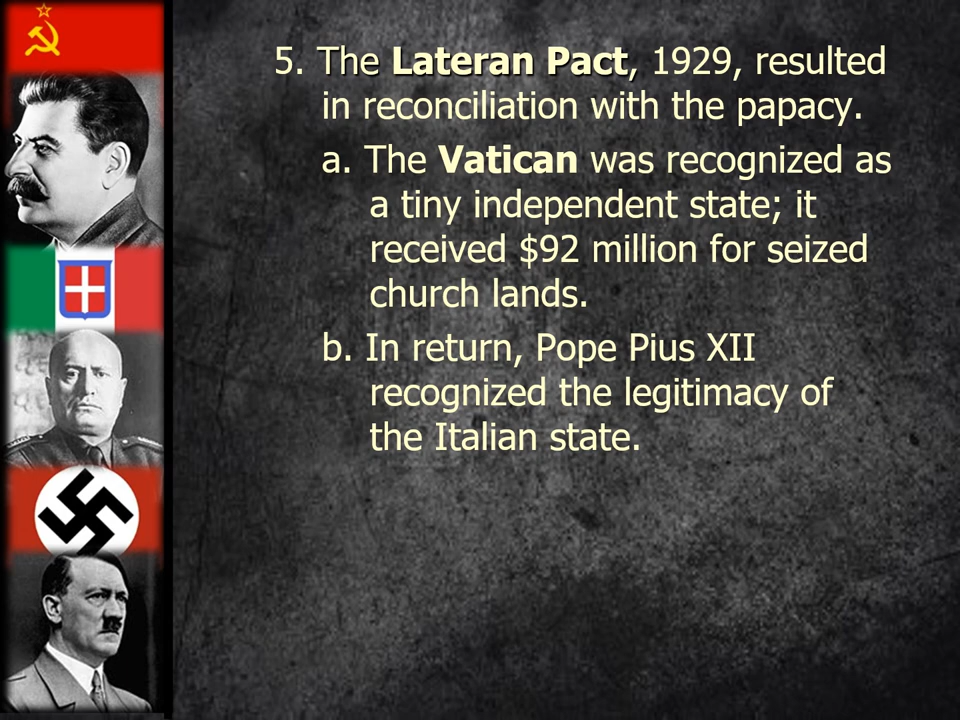 5. The Lateran Pact, 1929, resulted
in reconciliation with the papacy.
a. The Vatican was recognized as
a tiny independent state; it
received $92 million for seized
church lands.
b. In return, Pope Pius XII
recognized the legitimacy of
the Italian state.